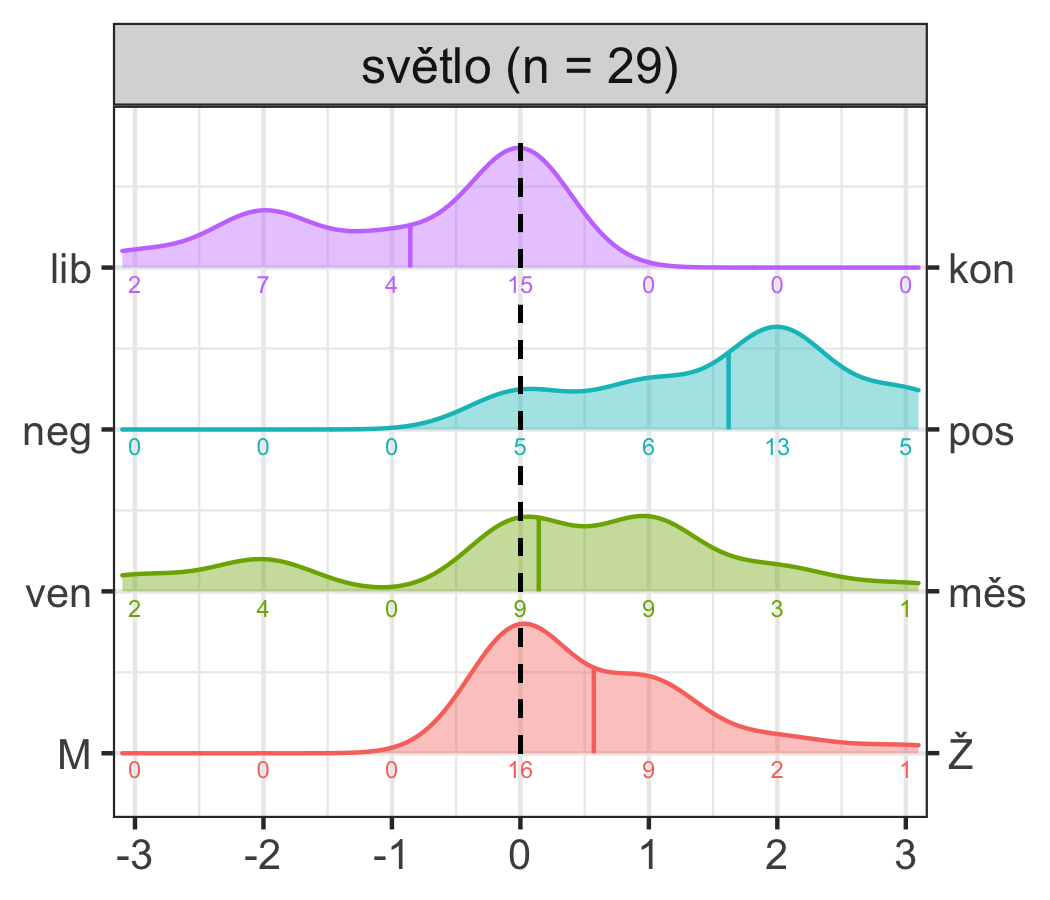 světlo (n = 29)
lib kon
2 7 4 15 0 0 0
neg pos
0 0 0 5 6 13 5
ven měs
2 4 0 9 9 3 1
M Ž
0 0 0 16 9 2 1
-3 -2 -1 0 1 2 3